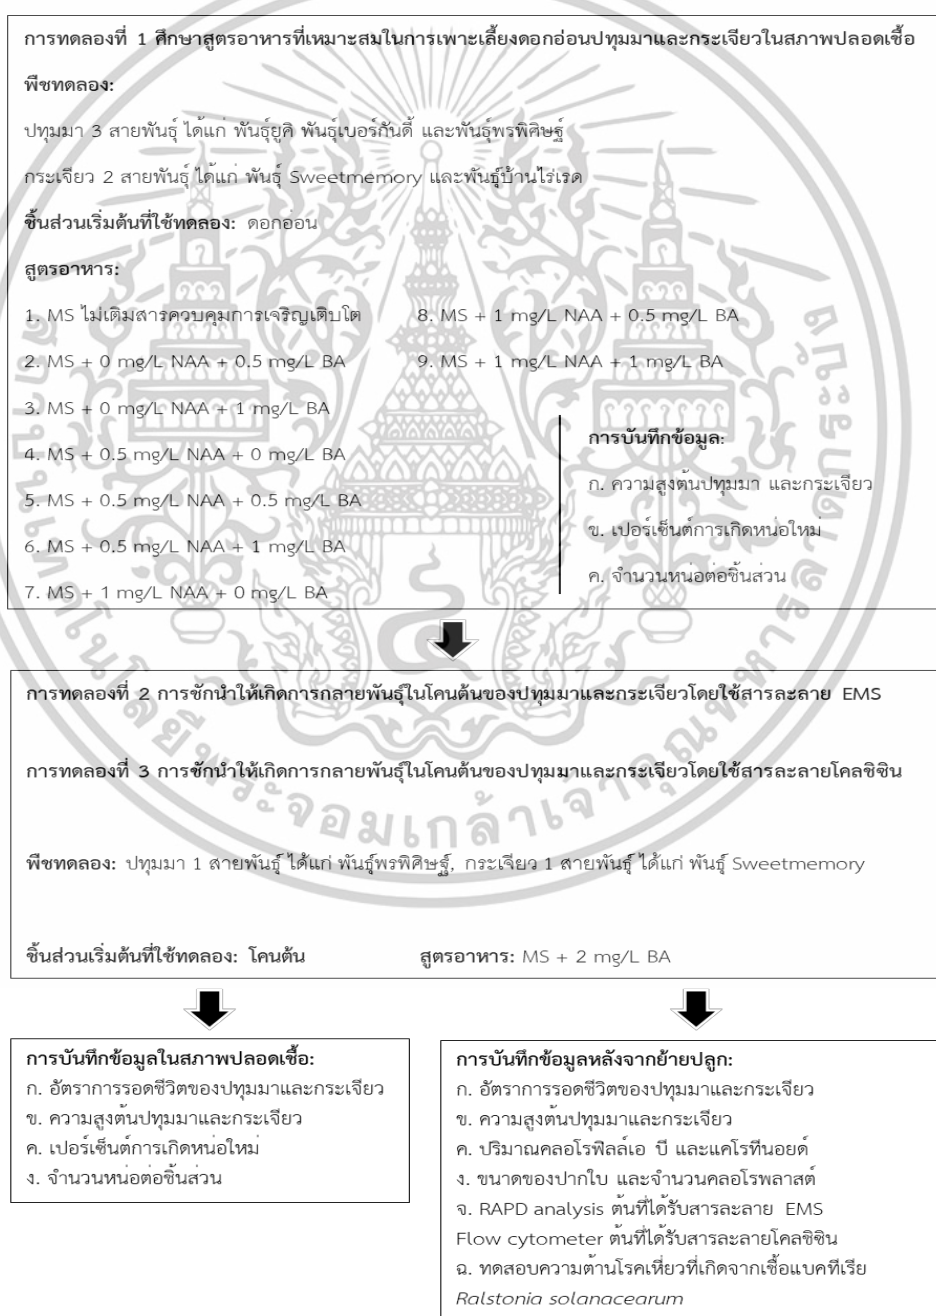 การทดลองที่ 1 ศึกษาสูตรอาหารที่เหมาะสมในการเพาะเลี้ยงดอกอ่อนปทุมมาและกระเจียวในสภาพปลอดเชื้อ
พืชทดลอง:
ปทุมมา 3 สายพันธุ์ ได้แก่ พันธุ์ยูคิ พันธุ์เบอร์กันดี้ และพันธุ์พรพิศิษฐ์
กระเจียว 2 สายพันธุ์ ได้แก่ พันธุ์ Sweetmemory และพันธุ์บ้านไร่เรด
ชิ้นส่วนเริ่มต้นที่ใช้ทดลอง: ดอกอ่อน
สูตรอาหาร:
1. MS ไม่เติมสารควบคุมการเจริญเติบโต
2. MS + 0 mg/L NAA + 0.5 mg/L BA
3. MS + 0 mg/L NAA + 1 mg/L BA
4. MS + 0.5 mg/L NAA + 0 mg/L BA
5. MS + 0.5 mg/L NAA + 0.5 mg/L BA
6. MS + 0.5 mg/L NAA + 1 mg/L BA
7. MS + 1 mg/L NAA + 0 mg/L BA
8. MS + 1 mg/L NAA + 0.5 mg/L BA
9. MS + 1 mg/L NAA + 1 mg/L BA
การบันทึกข้อมูล:
ก. ความสูงต้นปทุมมา และกระเจียว
ข. เปอร์เซ็นต์การเกิดหน่อใหม่
ค. จำนวนหน่อต่อชิ้นส่วน
การทดลองที่ 2 การชักนำให้เกิดการกลายพันธุ์ในโคนต้นของปทุมมาและกระเจียวโดยใช้สารละลาย EMS
การทดลองที่ 3 การชักนำให้เกิดการกลายพันธุ์ในโคนต้นของปทุมมาและกระเจียวโดยใช้สารละลายโคลชิซิน
พืชทดลอง: ปทุมมา 1 สายพันธุ์ ได้แก่ พันธุ์พรพิศิษฐ์, กระเจียว 1 สายพันธุ์ ได้แก่ พันธุ์ Sweetmemory
ชิ้นส่วนเริ่มต้นที่ใช้ทดลอง: โคนต้น สูตรอาหาร: MS + 2 mg/L BA
การบันทึกข้อมูลในสภาพปลอดเชื้อ:
ก. อัตราการรอดชีวิตของปทุมมาและกระเจียว
ข. ความสูงต้นปทุมมาและกระเจียว
ค. เปอร์เซ็นต์การเกิดหน่อใหม่
ง. จำนวนหน่อต่อชิ้นส่วน
การบันทึกข้อมูลหลังจากย้ายปลูก:
ก. อัตราการรอดชีวิตของปทุมมาและกระเจียว
ข. ความสูงต้นปทุมมาและกระเจียว
ค. ปริมาณคลอโรฟิลล์เอ บี และแคโรทีนอยด์
ง. ขนาดของปากใบ และจำนวนคลอโรพลาสต์
จ. RAPD analysis ต้นที่ได้รับสารละลาย EMS
Flow cytometer ต้นที่ได้รับสารละลายโคลชิซิน
ฉ. ทดสอบความต้านโรคเหี่ยวที่เกิดจากเชื้อแบคทีเรีย
Ralstonia solanacearum